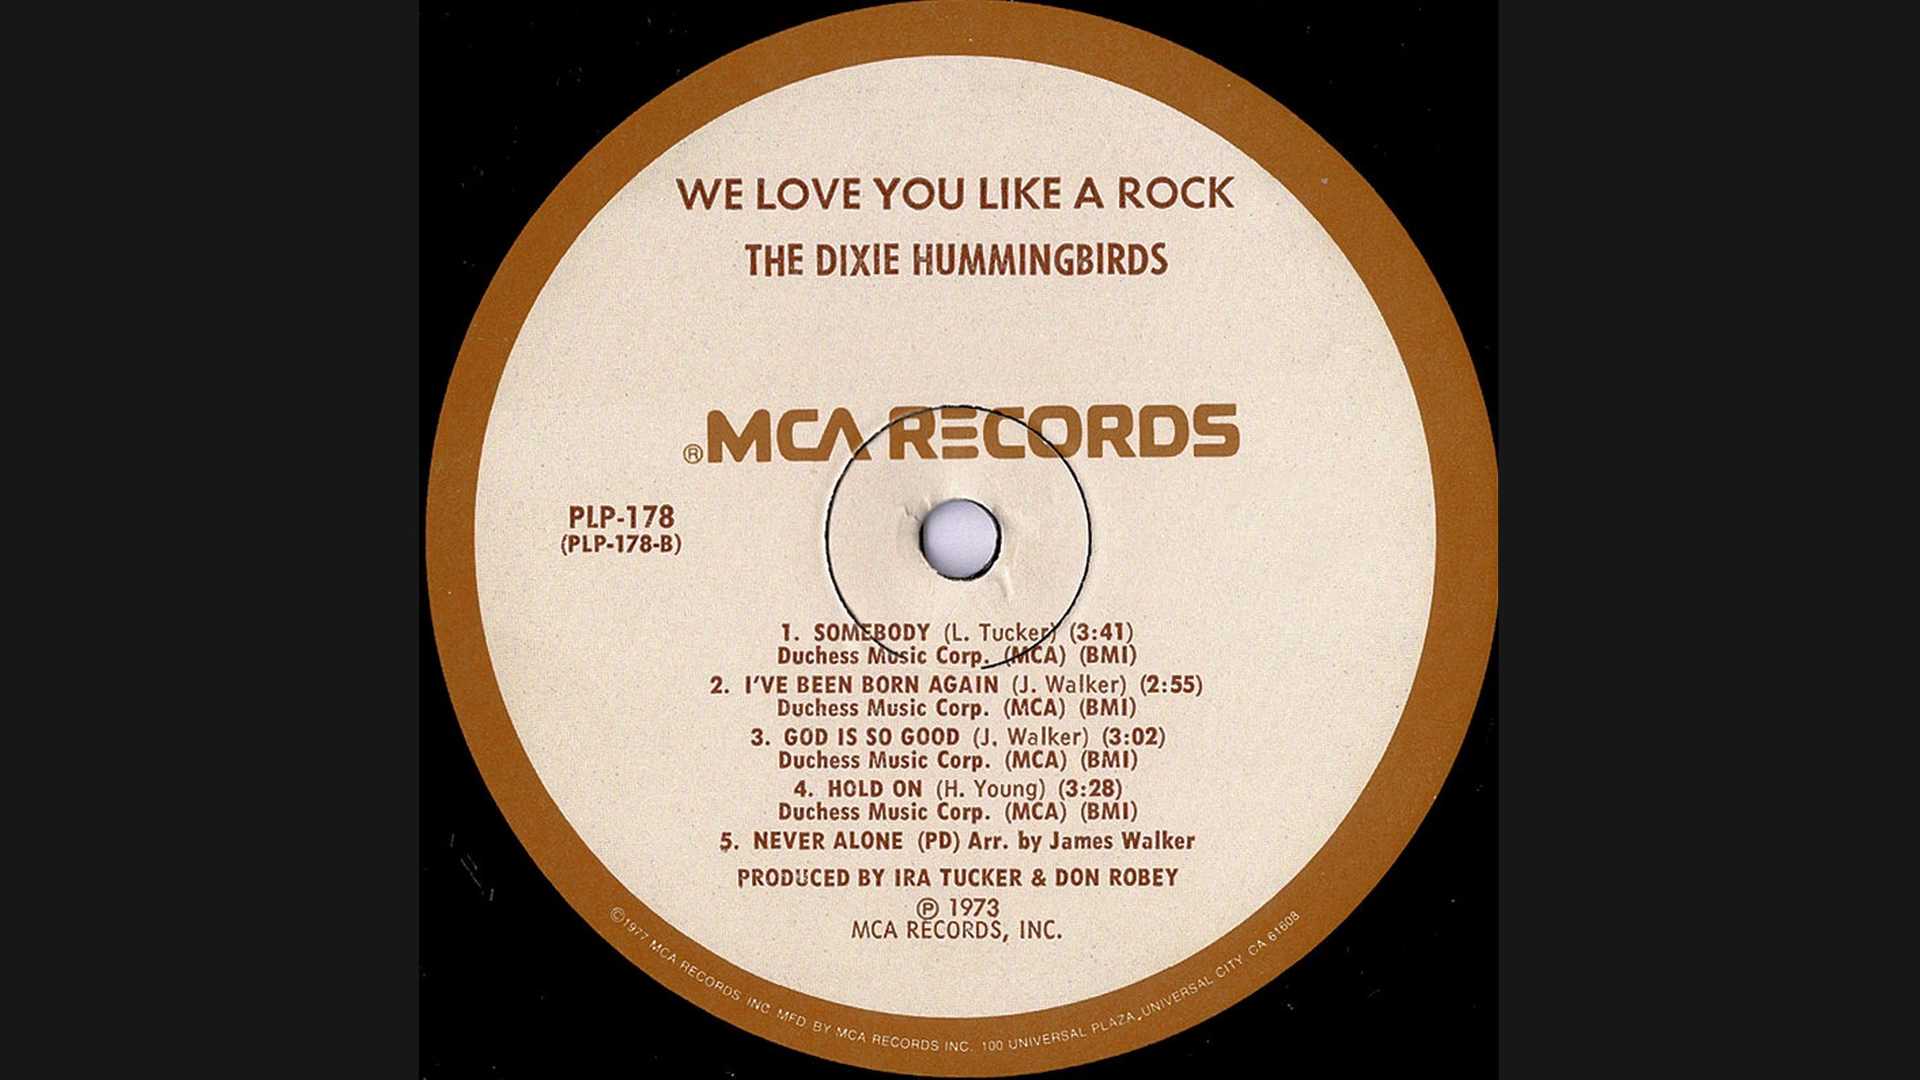 WE LOVE YOU LIKE A ROCK
THE DIXIE HUMMINGBIRDS
®MCA RECORDS
PLP-178
(PLP-178-B)
1. SOMEBODY (L. Tucker) (3:41)
Duchess Music Corp. (MCA) (BMI)
2. I'VE BEEN BORN AGAIN (J. Walker) (2:55)
Duchess Music Corp. (MCA) (BMI)
3. GOD IS SO GOOD (J. Walker) (3:02)
Duchess Music Corp. (MCA) (BMI)
4. HOLD ON (H. Young) (3:28)
Duchess Music Corp. (MCA) (BMI)
5. NEVER ALONE (PD) Arr. by James Walker
PRODUCED BY IRA TUCKER & DON ROBEY
℗ 1973
MCA RECORDS, INC.
©1977 MCA RECORDS INC. MFD. BY MCA RECORDS INC. 100 UNIVERSAL PLAZA, UNIVERSAL CITY. CA 61608